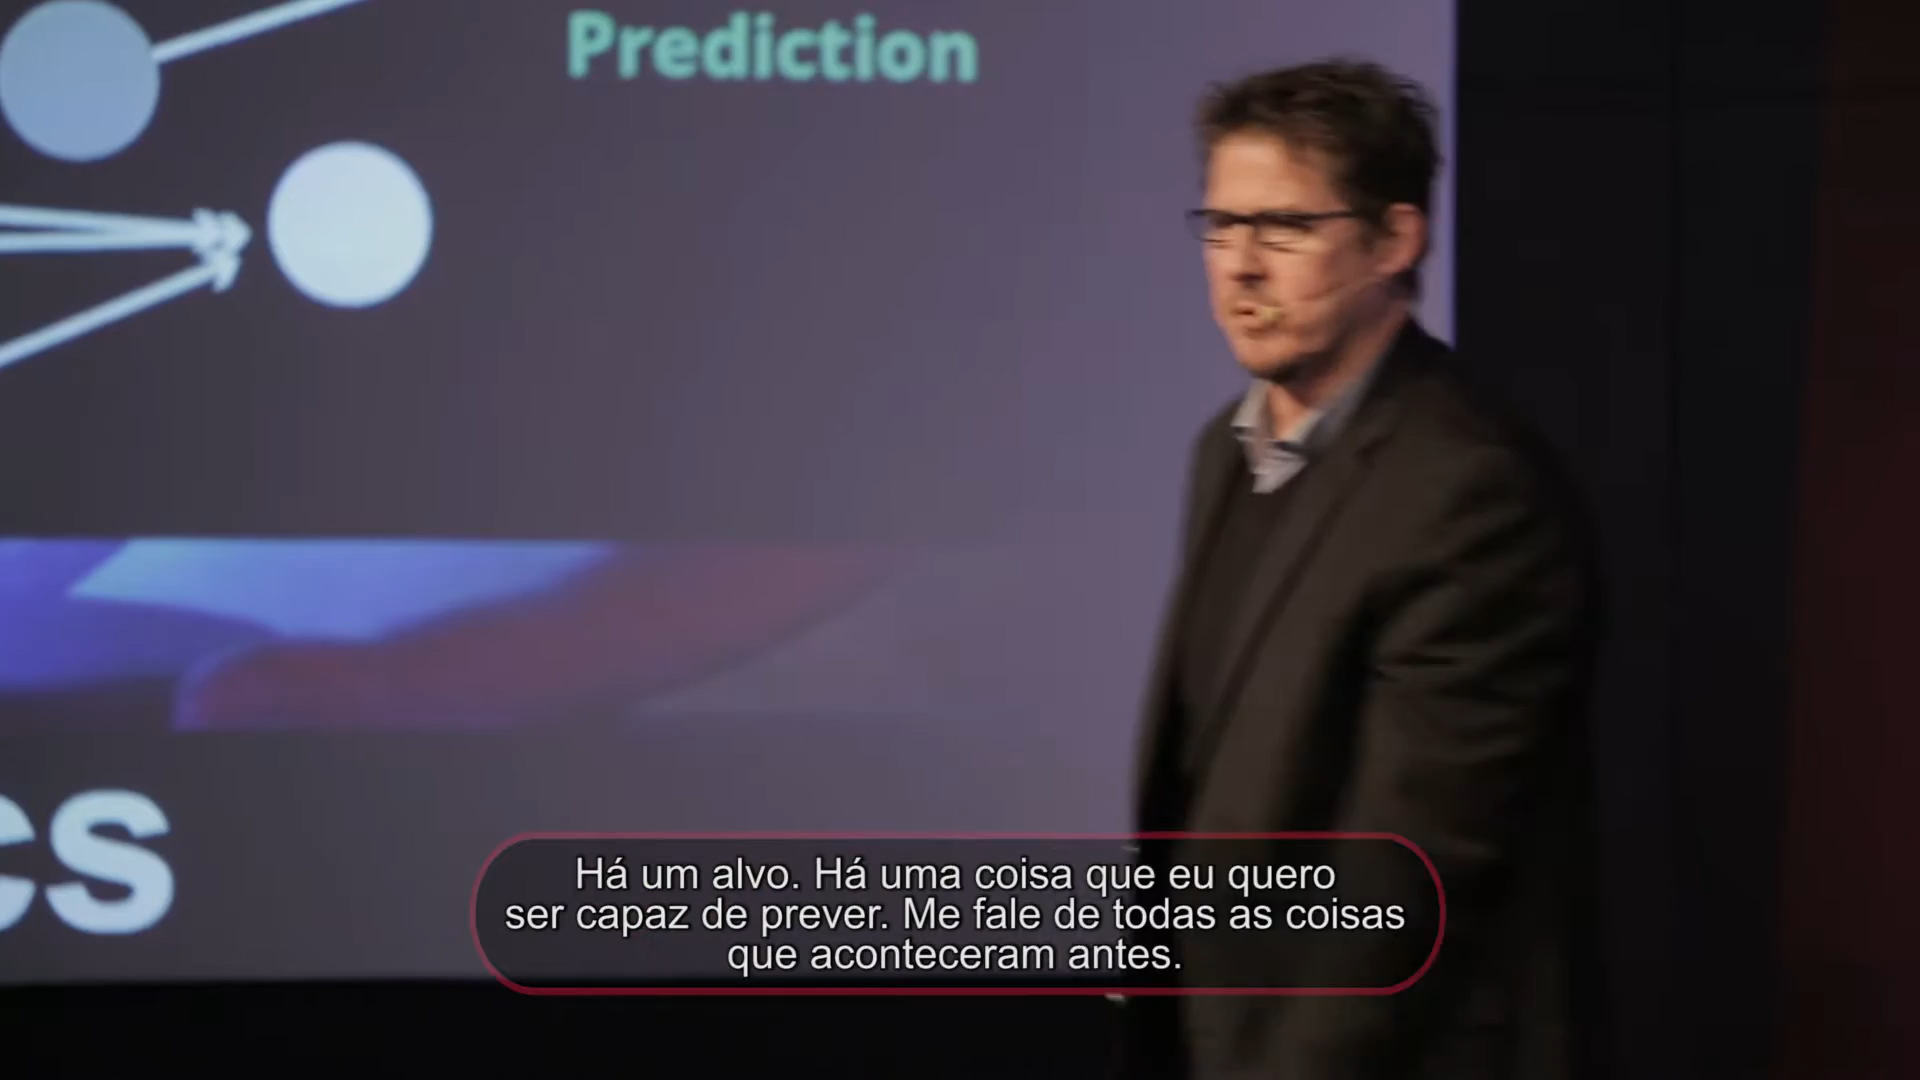 Prediction
cs
Há um alvo. Há uma coisa que eu quero
ser capaz de prever. Me fale de todas as coisas
que aconteceram antes.